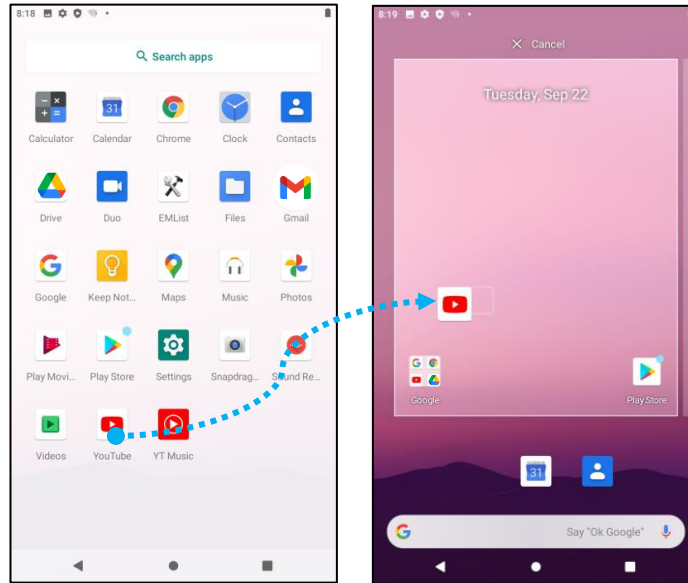 8:18
Search apps
Calculator Calendar Chrome Clock Contacts
31
Drive Duo EMList Files Gmail
Google Keep Not... Maps Music Photos
Play Movi... Play Store Settings Snapdrag... Sound Re...
Videos YouTube YT Music
8:19
Cancel
Tuesday, Sep 22
Google Play Store
31
Say "Ok Google"